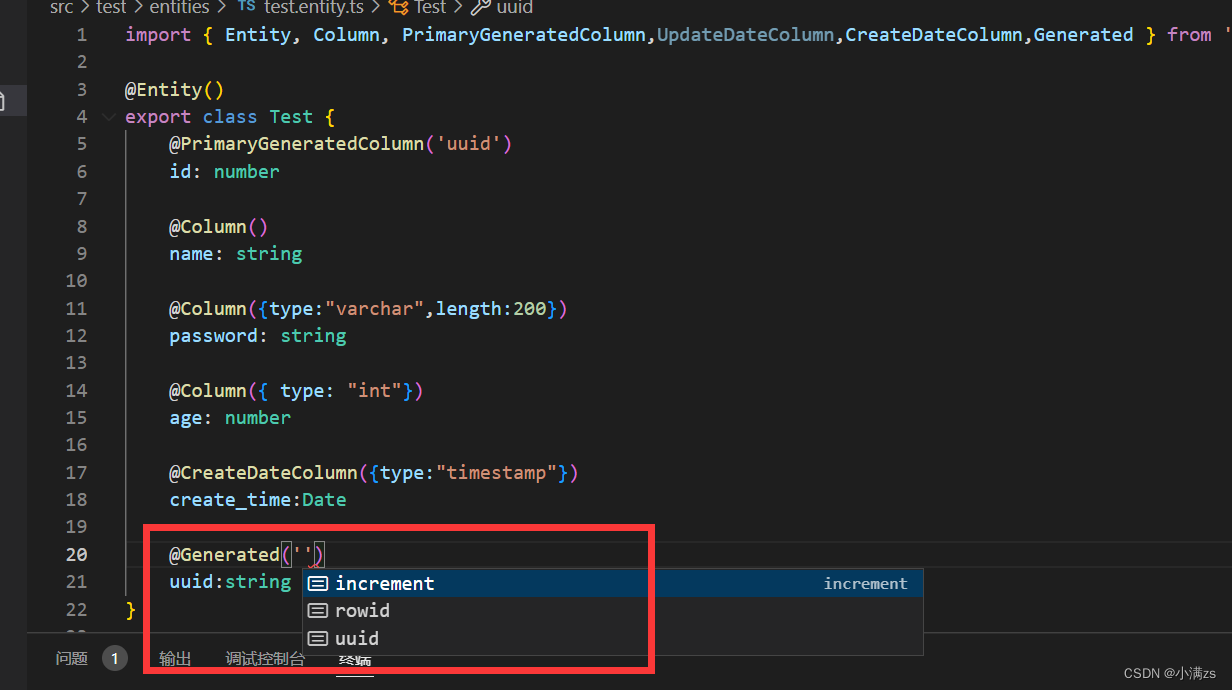 src > test > entities > TS test.entity.ts > Test > uuid
1 import { Entity, Column, PrimaryGeneratedColumn,UpdateDateColumn,CreateDateColumn,Generated } from '
2
3 @Entity()
4 export class Test {
5 @PrimaryGeneratedColumn('uuid')
6 id: number
7
8 @Column()
9 name: string
10
11 @Column({type:"varchar",length:200})
12 password: string
13
14 @Column({ type: "int"})
15 age: number
16
17 @CreateDateColumn({type:"timestamp"})
18 create_time:Date
19
20 @Generated('')
21 uuid:string
increment increment
22 }
rowid
uuid
问题 1 输出 调试控制台 终端
CSDN @小满zs